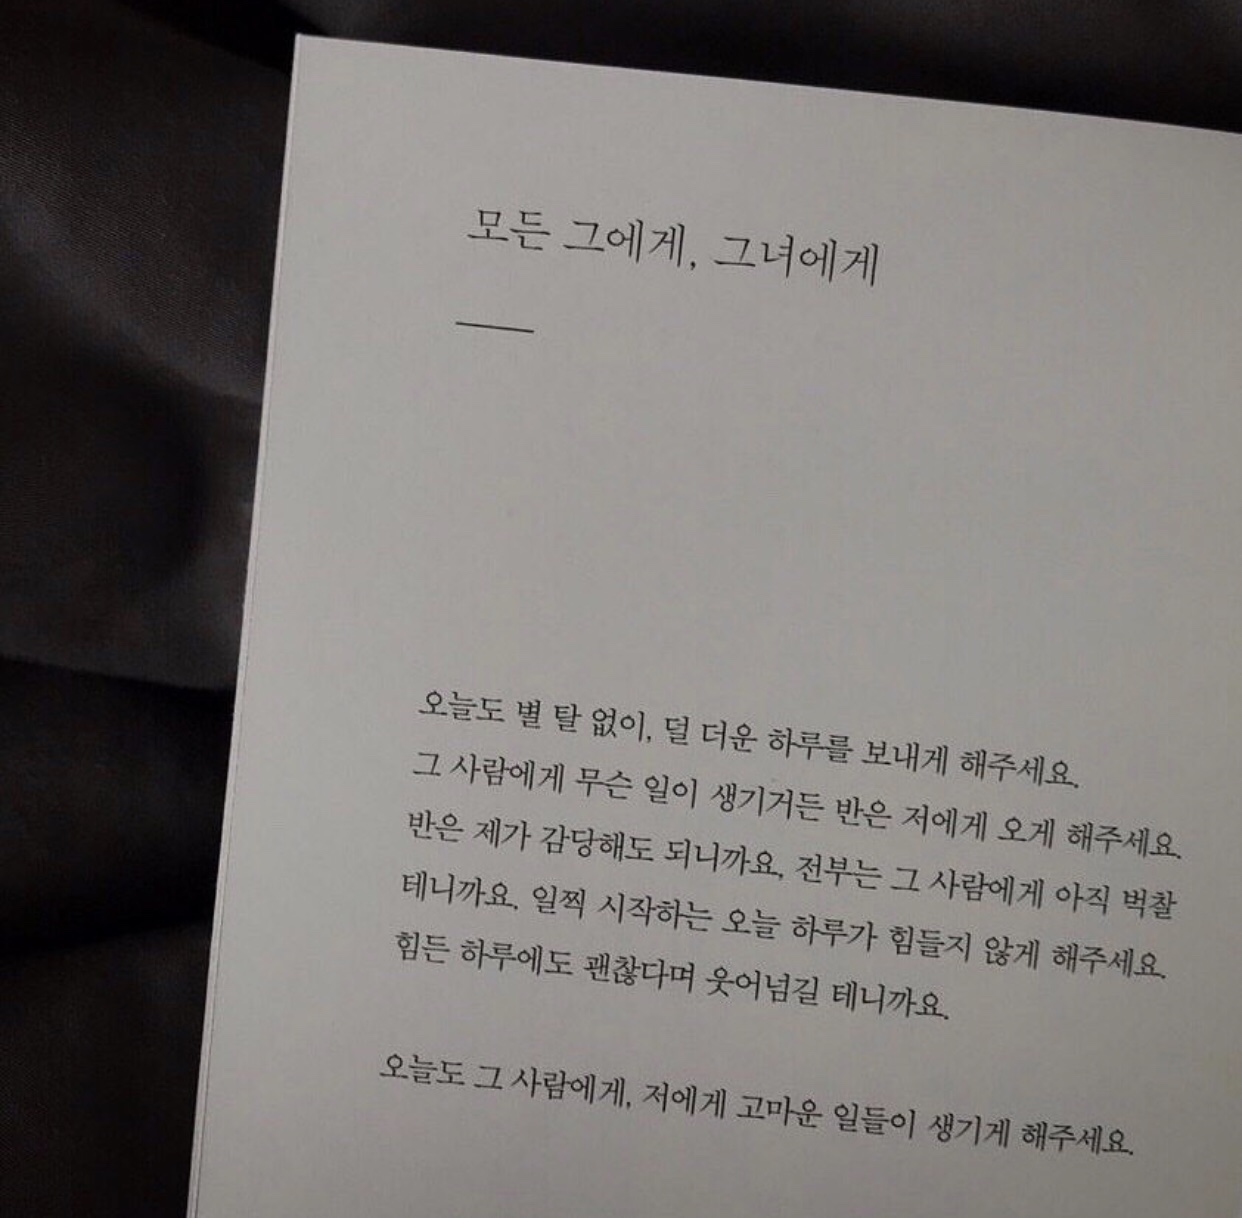 모든 그에게, 그녀에게
오늘도 별 탈 없이, 덜 더운 하루를 보내게 해주세요.
그 사람에게 무슨 일이 생기거든 반은 저에게 오게 해주세요.
반은 제가 감당해도 되니까요, 전부는 그 사람에게 아직 벅찰
테니까요. 일찍 시작하는 오늘 하루가 힘들지 않게 해주세요.
힘든 하루에도 괜찮다며 웃어넘길 테니까요.
오늘도 그 사람에게, 저에게 고마운 일들이 생기게 해주세요.